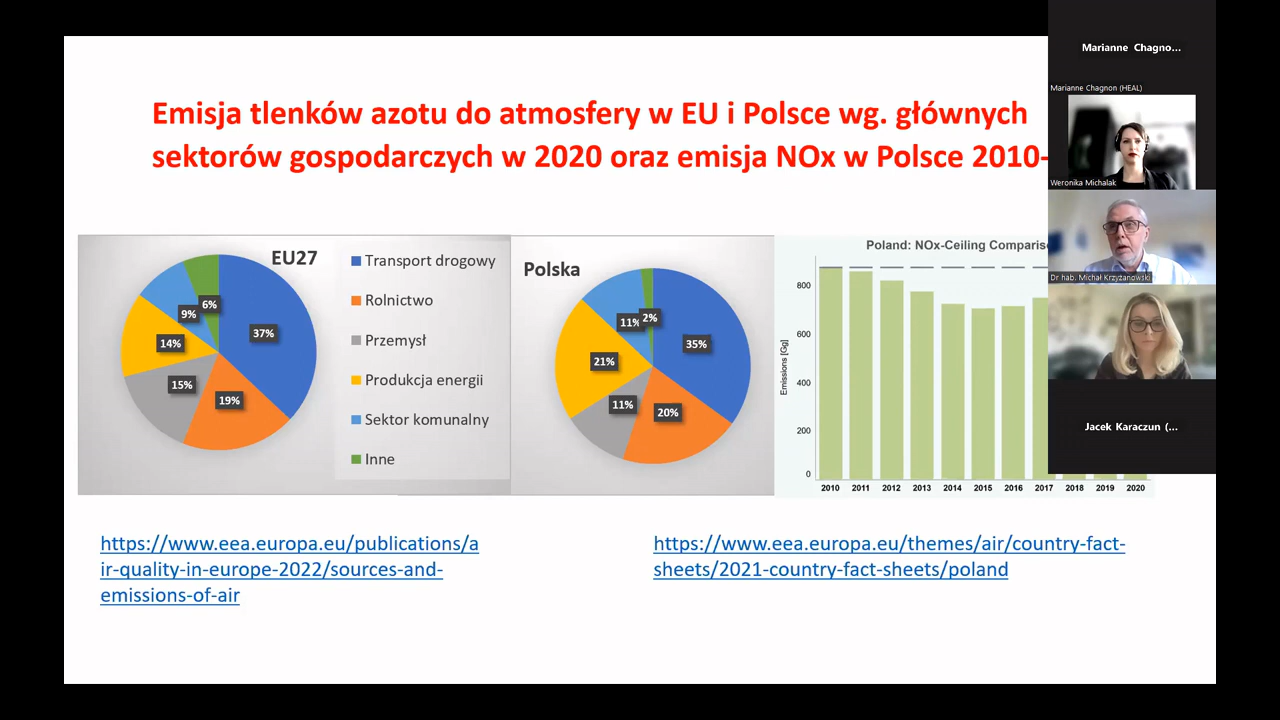 Emisja tlenków azotu do atmosfery w EU i Polsce wg. głównych
sektorów gospodarczych w 2020 oraz emisja NOx w Polsce 2010-
EU27
37%
19%
15%
14%
9%
6%
Transport drogowy
Rolnictwo
Przemysł
Produkcja energii
Sektor komunalny
Inne
Polska
35%
20%
11%
21%
11%
2%
Poland: NOx-Ceiling
Emissions [Gg]
800
600
400
200
0
2010 2011 2012 2013 2014 2015 2016 2017 2018 2019 2020
https://www.eea.europa.eu/publications/a
ir-quality-in-europe-2022/sources-and-
emissions-of-air
https://www.eea.europa.eu/themes/air/country-fact-
sheets/2021-country-fact-sheets/poland
Marianne Chagno...
Marianne Chagnon (HEAL)
Weronika Michalak
Dr hab. Michał Krzyżanowski
Jacek Karaczun (...